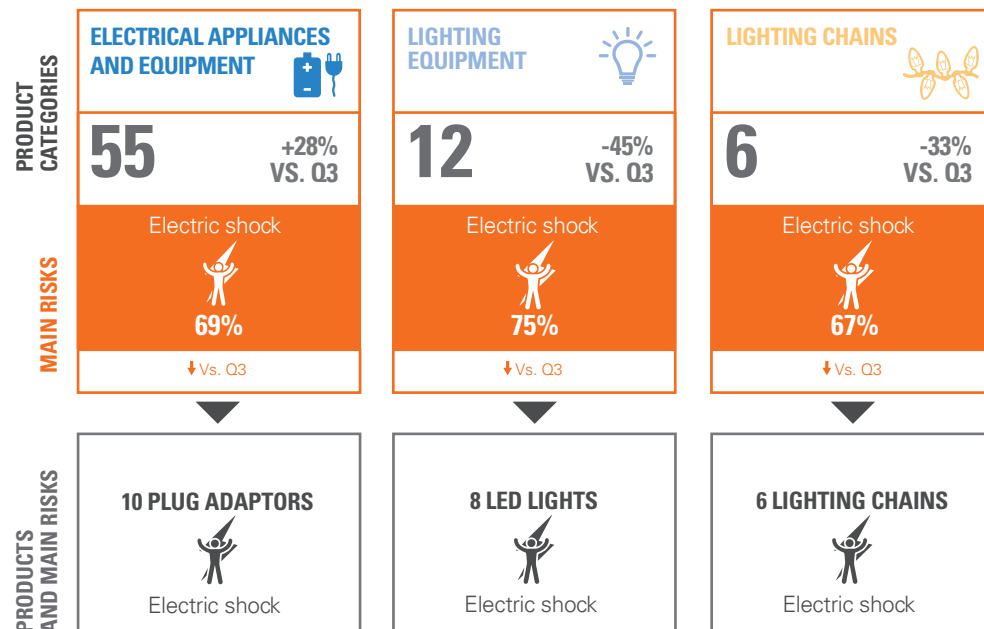 PRODUCT
CATEGORIES
ELECTRICAL APPLIANCES
AND EQUIPMENT
55
+28%
VS. Q3
LIGHTING
EQUIPMENT
12
-45%
VS. Q3
LIGHTING CHAINS
6
-33%
VS. Q3
MAIN RISKS
Electric shock
69%
Vs. Q3
Electric shock
75%
Vs. Q3
Electric shock
67%
Vs. Q3
PRODUCTS
AND MAIN RISKS
10 PLUG ADAPTORS
Electric shock
8 LED LIGHTS
Electric shock
6 LIGHTING CHAINS
Electric shock